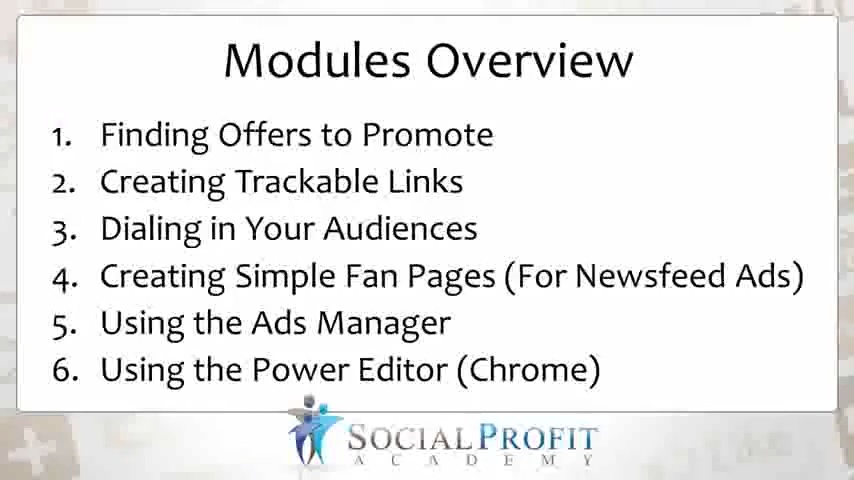 Modules Overview
1. Finding Offers to Promote
2. Creating Trackable Links
3. Dialing in Your Audiences
4. Creating Simple Fan Pages (For Newsfeed Ads)
5. Using the Ads Manager
6. Using the Power Editor (Chrome)
SOCIAL PROFIT
ACADEMY